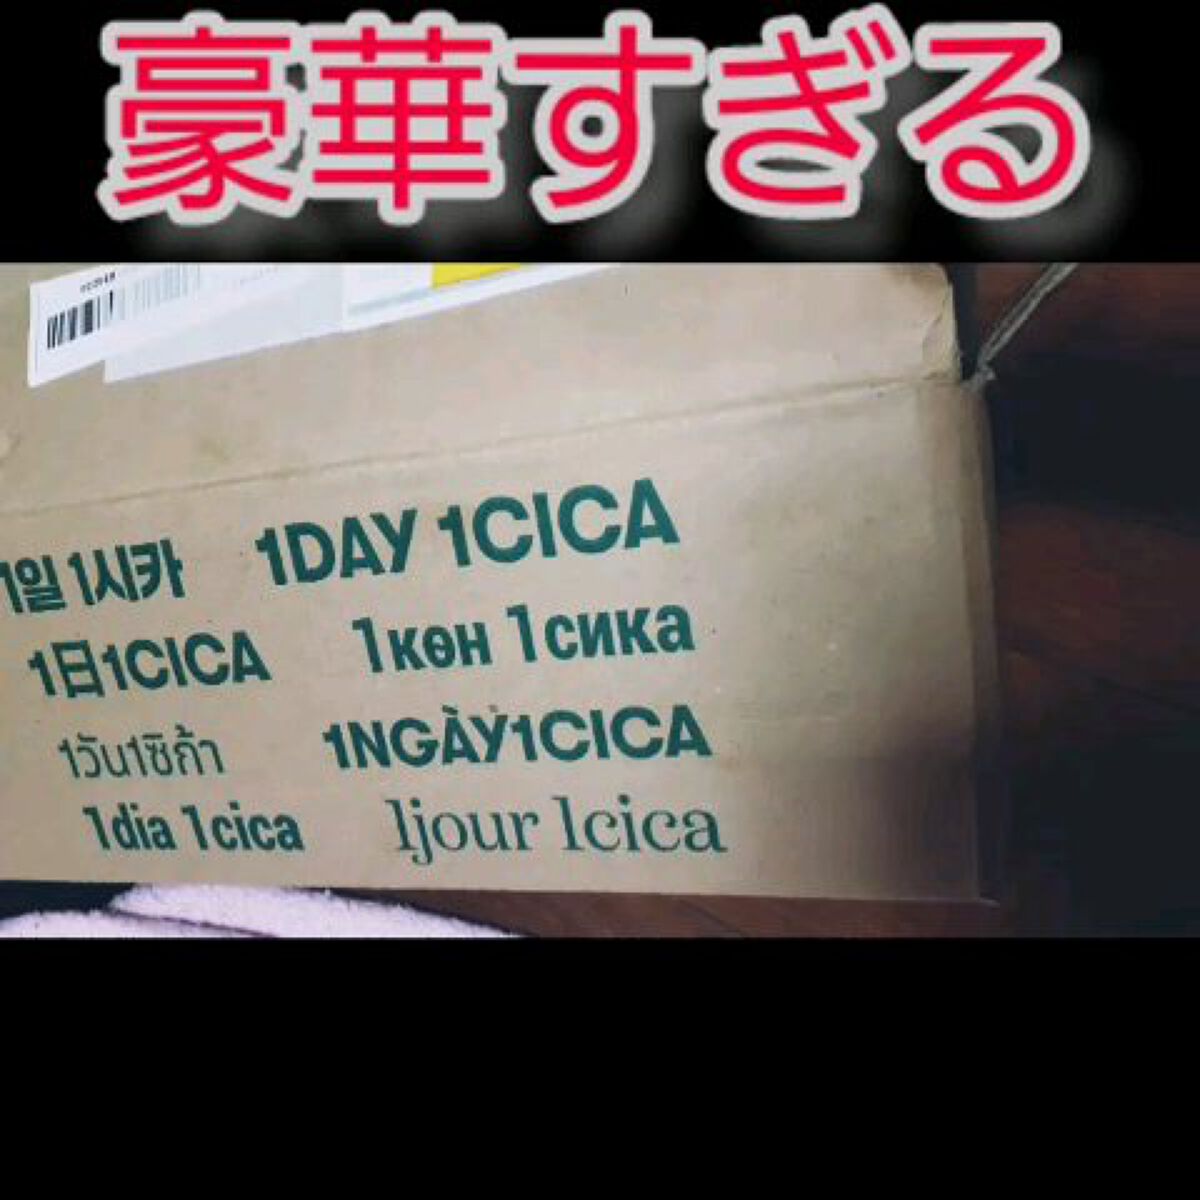 豪華すぎる
1일 1시카 1DAY 1CICA
1日1CICA 1көн 1сика
1วัน1ซิก้า 1NGÀY1CICA
1dia 1cica 1jour 1cica